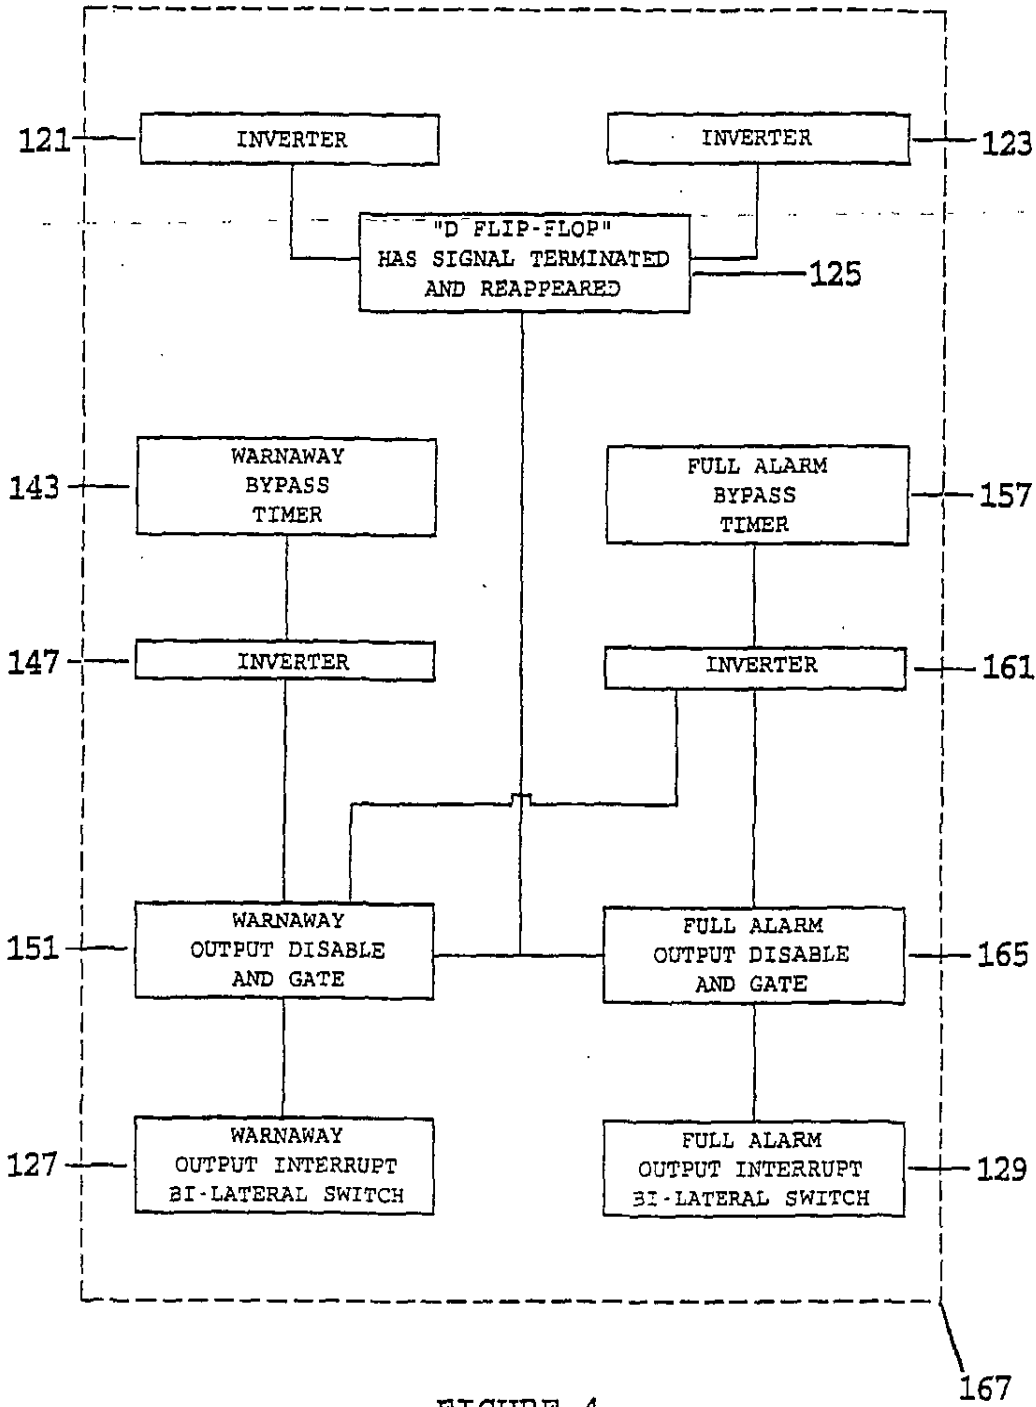 121
INVERTER
INVERTER
123
"D FLIP-FLOP"
HAS SIGNAL TERMINATED
AND REAPPEARED
125
143
WARNAWAY
BYPASS
TIMER
FULL ALARM
BYPASS
TIMER
157
147
INVERTER
INVERTER
161
151
WARNAWAY
OUTPUT DISABLE
AND GATE
FULL ALARM
OUTPUT DISABLE
AND GATE
165
127
WARNAWAY
OUTPUT INTERRUPT
BI-LATERAL SWITCH
FULL ALARM
OUTPUT INTERRUPT
BI-LATERAL SWITCH
129
167
FIGURE 4